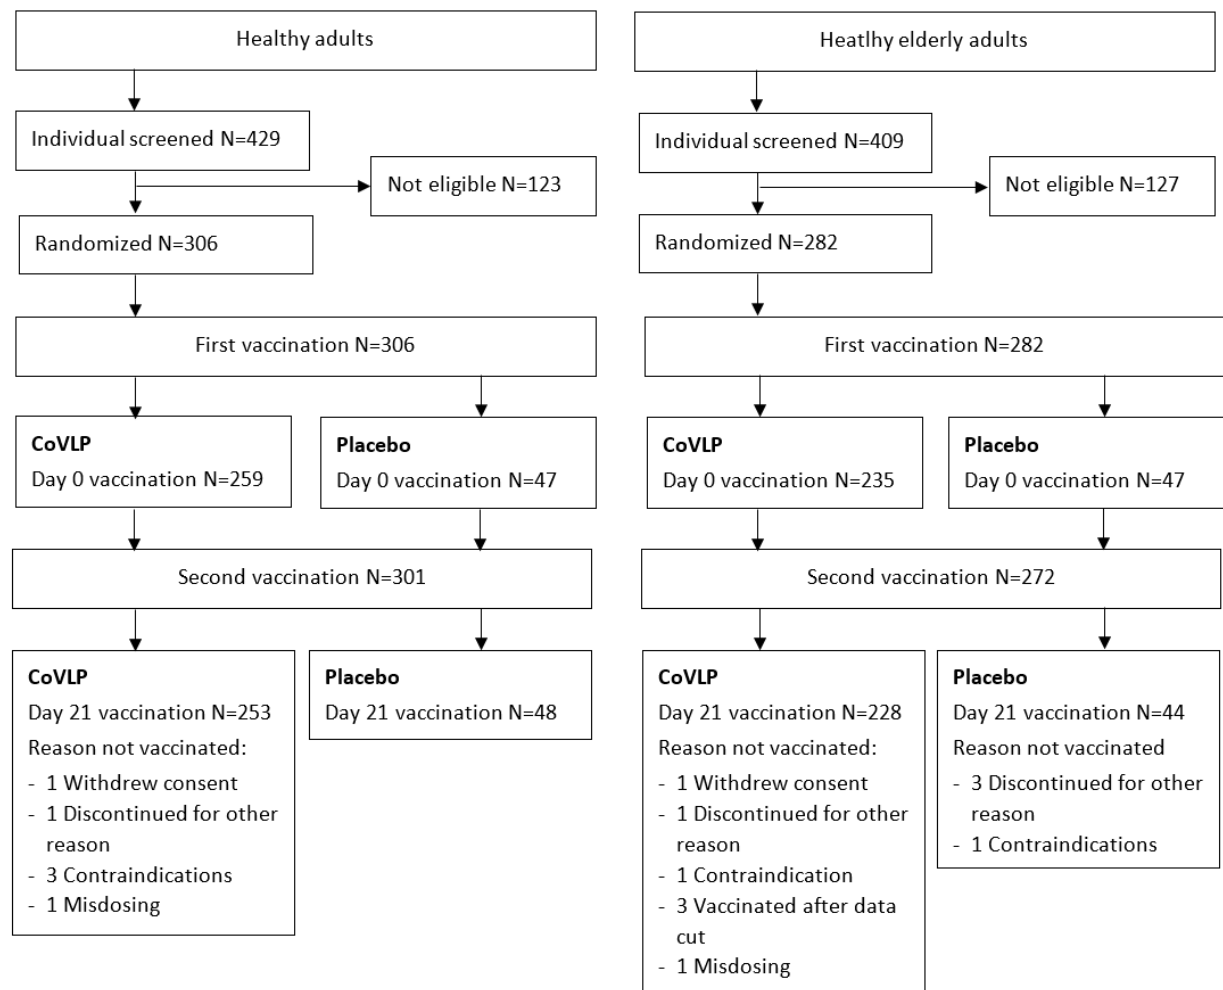 Healthy adults
Individual screened N=429
Not eligible N=123
Randomized N=306
First vaccination N=306
CoVLP
Day 0 vaccination N=259
Placebo
Day 0 vaccination N=47
Second vaccination N=301
CoVLP
Day 21 vaccination N=253
Reason not vaccinated:
- 1 Withdrew consent
- 1 Discontinued for other
reason
- 3 Contraindications
- 1 Misdosing
Placebo
Day 21 vaccination N=48
Heatlhy elderly adults
Individual screened N=409
Not eligible N=127
Randomized N=282
First vaccination N=282
CoVLP
Day 0 vaccination N=235
Placebo
Day 0 vaccination N=47
Second vaccination N=272
CoVLP
Day 21 vaccination N=228
Reason not vaccinated:
- 1 Withdrew consent
- 1 Discontinued for other
reason
- 1 Contraindication
- 3 Vaccinated after data
cut
- 1 Misdosing
Placebo
Day 21 vaccination N=44
Reason not vaccinated
- 3 Discontinued for other
reason
- 1 Contraindications